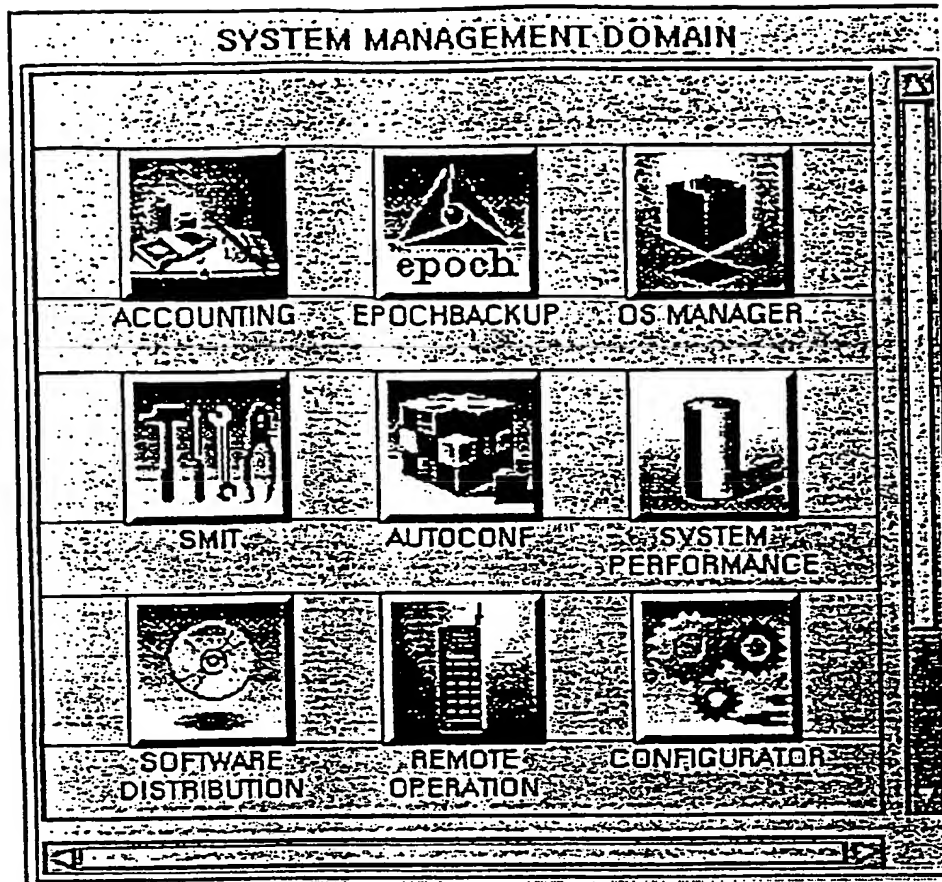 SYSTEM MANAGEMENT DOMAIN
epoch
ACCOUNTING EPOCHBACKUP OS MANAGER
SMIT AUTOCONF SYSTEM
PERFORMANCE
SOFTWARE REMOTE CONFIGURATOR
DISTRIBUTION OPERATION